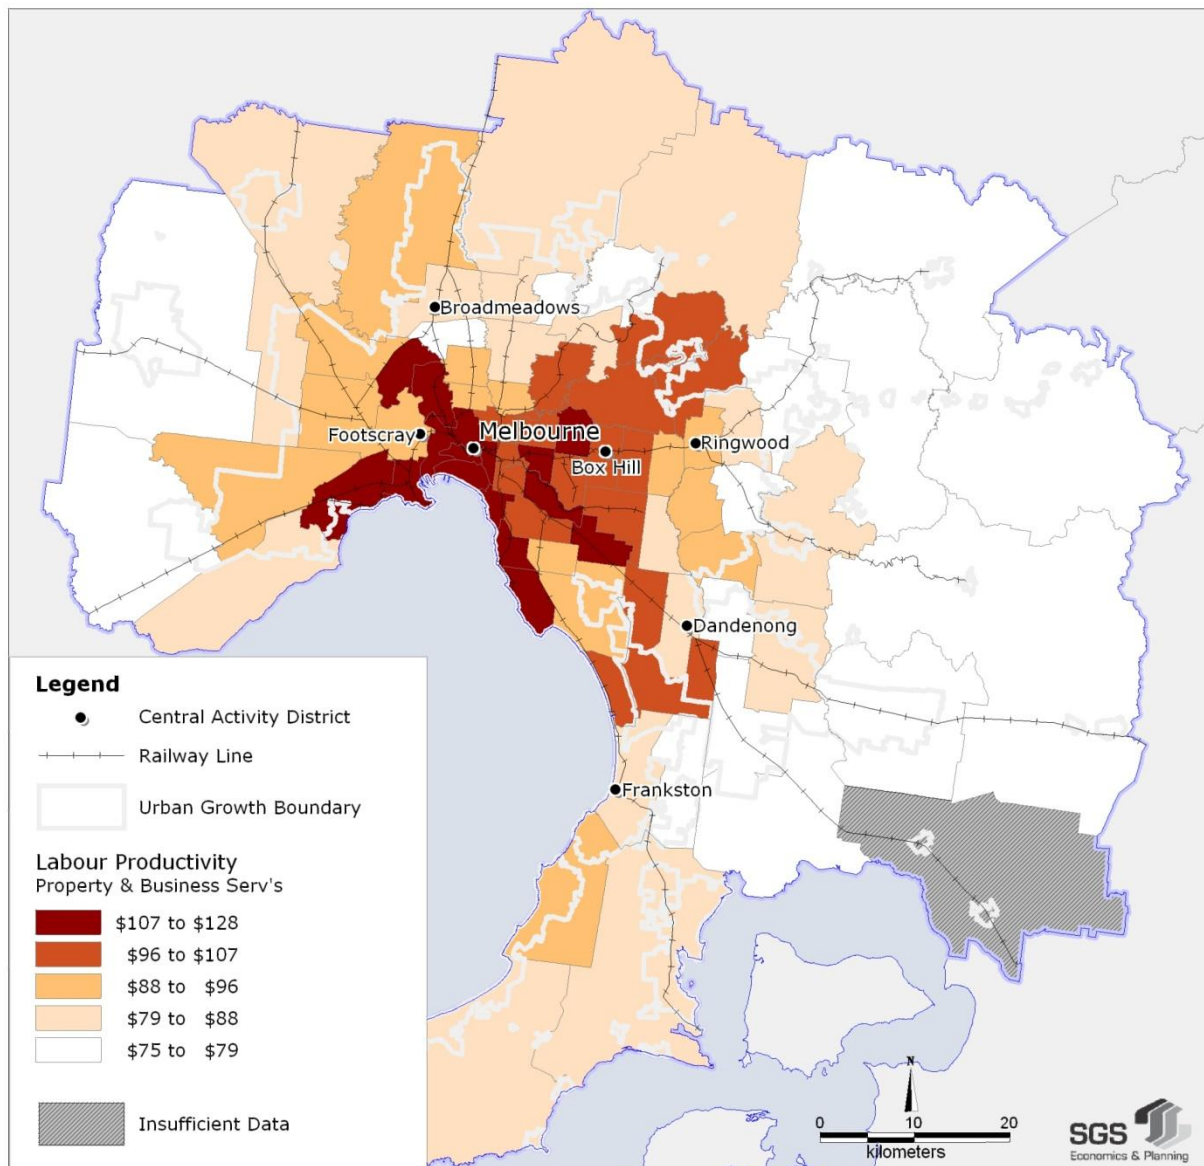 Broadmeadows
Footscray
Melbourne
Box Hill
Ringwood
Dandenong
Frankston
Legend
Central Activity District
Railway Line
Urban Growth Boundary
Labour Productivity
Property & Business Serv's
$107 to $128
$96 to $107
$88 to $96
$79 to $88
$75 to $79
Insufficient Data
N
0 10 20
kilometers
SGS
Economics & Planning